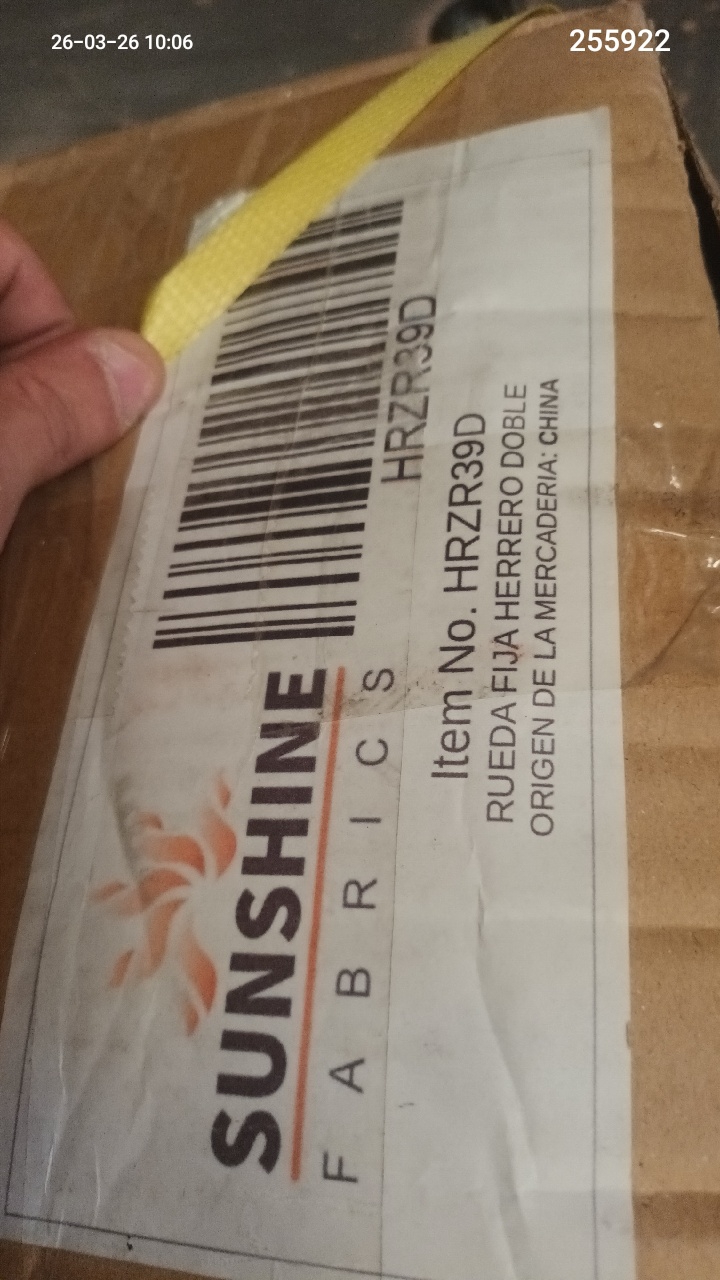 26-03-26 10:06
255922
SUNSHINE
FABRICS
HRZR39D
Item No. HRZR39D
RUEDA FIJA HERRERO DOBLE
ORIGEN DE LA MERCADERIA: CHINA